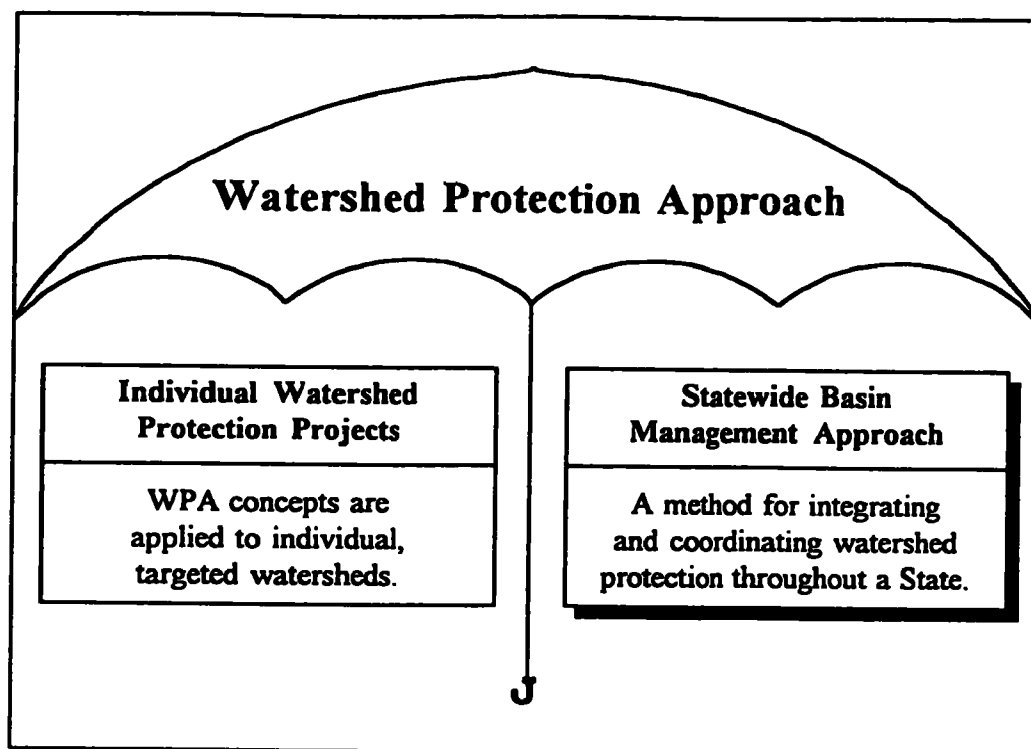 Watershed Protection Approach
Individual Watershed
Protection Projects
WPA concepts are
applied to individual,
targeted watersheds.
Statewide Basin
Management Approach
A method for integrating
and coordinating watershed
protection throughout a State.
J